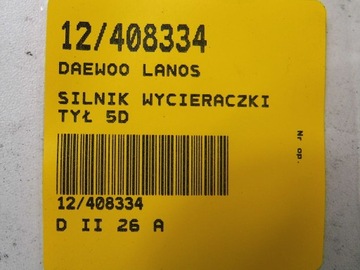 12/408334
DAEWOO LANOS
SILNIK WYCIERACZKI
TYŁ 5D
Nr op.
12/408334
D II 26 A